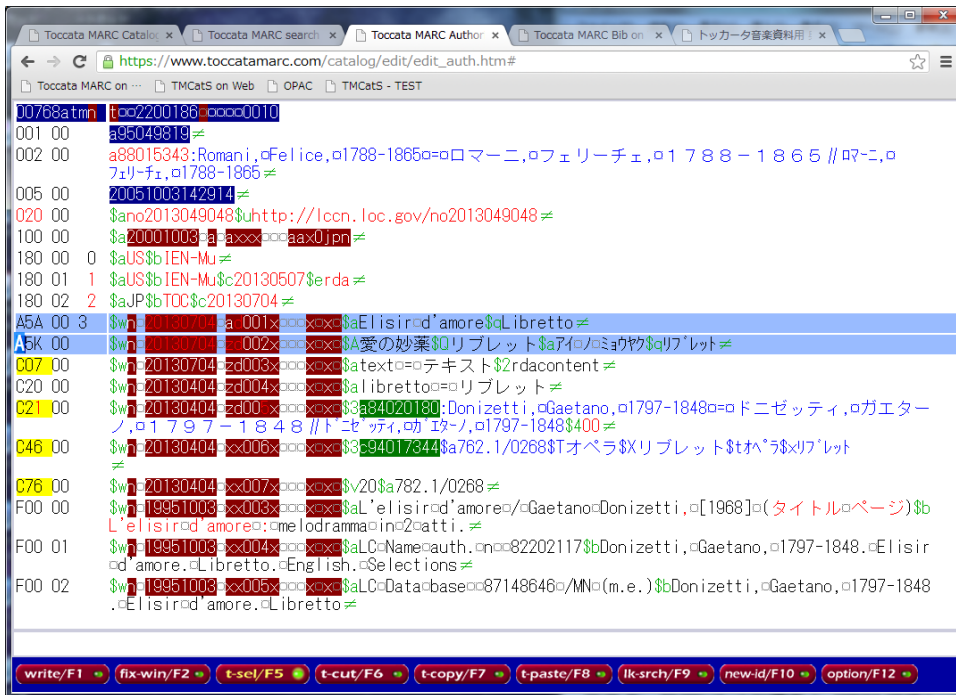 Toccata MARC Catalog
Toccata MARC search
Toccata MARC Author
Toccata MARC Bib on
トッカータ音楽資料用
https://www.toccatamarc.com/catalog/edit/edit_auth.htm#
Toccata MARC on ...
TMCatS on Web
OPAC
TMCatS - TEST
00768atmn t□□2200186□□□□□0010
001 00 a95049819≠
002 00 a88015343:Romani,□Felice,□1788-1865□=□ロマーニ,□フェリーチェ,□１７８８－１８６５∥ﾛﾏｰﾆ,□
ﾌｪﾘｰﾁｪ,□1788-1865≠
005 00 20051003142914≠
020 00 $ano2013049048$uhttp://lccn.loc.gov/no2013049048≠
100 00 $a20001003□a□axxx□□□aax0jpn≠
180 00 0 $aUS$bIEN-Mu≠
180 01 1 $aUS$bIEN-Mu$c20130507$erda≠
180 02 2 $aJP$bTOC$c20130704≠
A5A 00 3 $wn□20130704□ad001x□□□x□x□$aElisir□d'amore$qLibretto≠
A5K 00 $wn□20130704□zd002x□□□x□x□$A愛の妙薬$Qリブレット$aｱｲ□ﾉ□ﾐｮｳﾔｸ$qﾘﾌﾞﾚｯﾄ≠
C07 00 $wn□20130704□zd003x□□□x□x□$atext□=□テキスト$2rdacontent≠
C20 00 $wn□20130404□zd004x□□□x□x□$alibretto□=□リブレット≠
C21 00 $wn□20130404□zd005x□□□x□x□$3a84020180:Donizetti,□Gaetano,□1797-1848□=□ドニゼッティ,□ガエター
ノ,□１７９７－１８４８∥ﾄﾞﾆｾﾞｯﾃｨ,□ｶﾞｴﾀｰﾉ,□1797-1848$400≠
C46 00 $wn□20130404□xx006x□□□x□x□$3c94017344$a762.1/0268$Tオペラ$Xリブレット$tｵﾍﾟﾗ$xﾘﾌﾞﾚｯﾄ
≠
C76 00 $wn□20130404□xx007x□□□x□x□$v20$a782.1/0268≠
F00 00 $wn□19951003□xx003x□□□x□x□$aL'elisir□d'amore□/□Gaetano□Donizetti,□[1968]□(タイトル□ページ)$b
L'elisir□d'amore□:□melodramma□in□2□atti.≠
F00 01 $wn□19951003□xx004x□□□x□x□$aLC□Name□auth.□n□□82202117$bDonizetti,□Gaetano,□1797-1848.□Elisir
□d'amore.□Libretto.□English.□Selections≠
F00 02 $wn□19951003□xx005x□□□x□x□$aLC□Data□base□□87148646□/MN□(m.e.)$bDonizetti,□Gaetano,□1797-1848
.□Elisir□d'amore.□Libretto≠
write/F1
fix-win/F2
t-sel/F5
t-cut/F6
t-copy/F7
t-paste/F8
lk-srch/F9
new-id/F10
option/F12